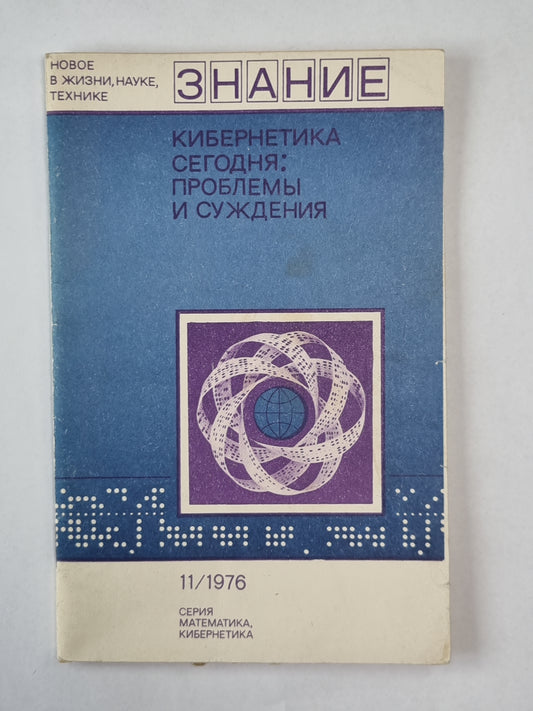 НОВОЕ
В ЖИЗНИ, НАУКЕ,
ТЕХНИКЕ
ЗНАНИЕ
КИБЕРНЕТИКА
СЕГОДНЯ:
ПРОБЛЕМЫ
И СУЖДЕНИЯ
11/1976
СЕРИЯ
МАТЕМАТИКА,
КИБЕРНЕТИКА